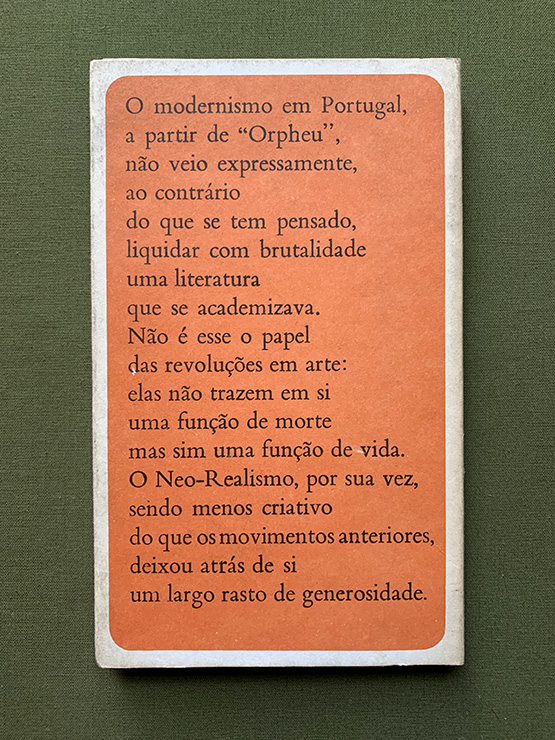 O modernismo em Portugal,
a partir de “Orpheu”,
não veio expressamente,
ao contrário
do que se tem pensado,
liquidar com brutalidade
uma literatura
que se academizava.
Não é esse o papel
das revoluções em arte:
elas não trazem em si
uma função de morte
mas sim uma função de vida.
O Neo-Realismo, por sua vez,
sendo menos criativo
do que os movimentos anteriores,
deixou atrás de si
um largo rasto de generosidade.